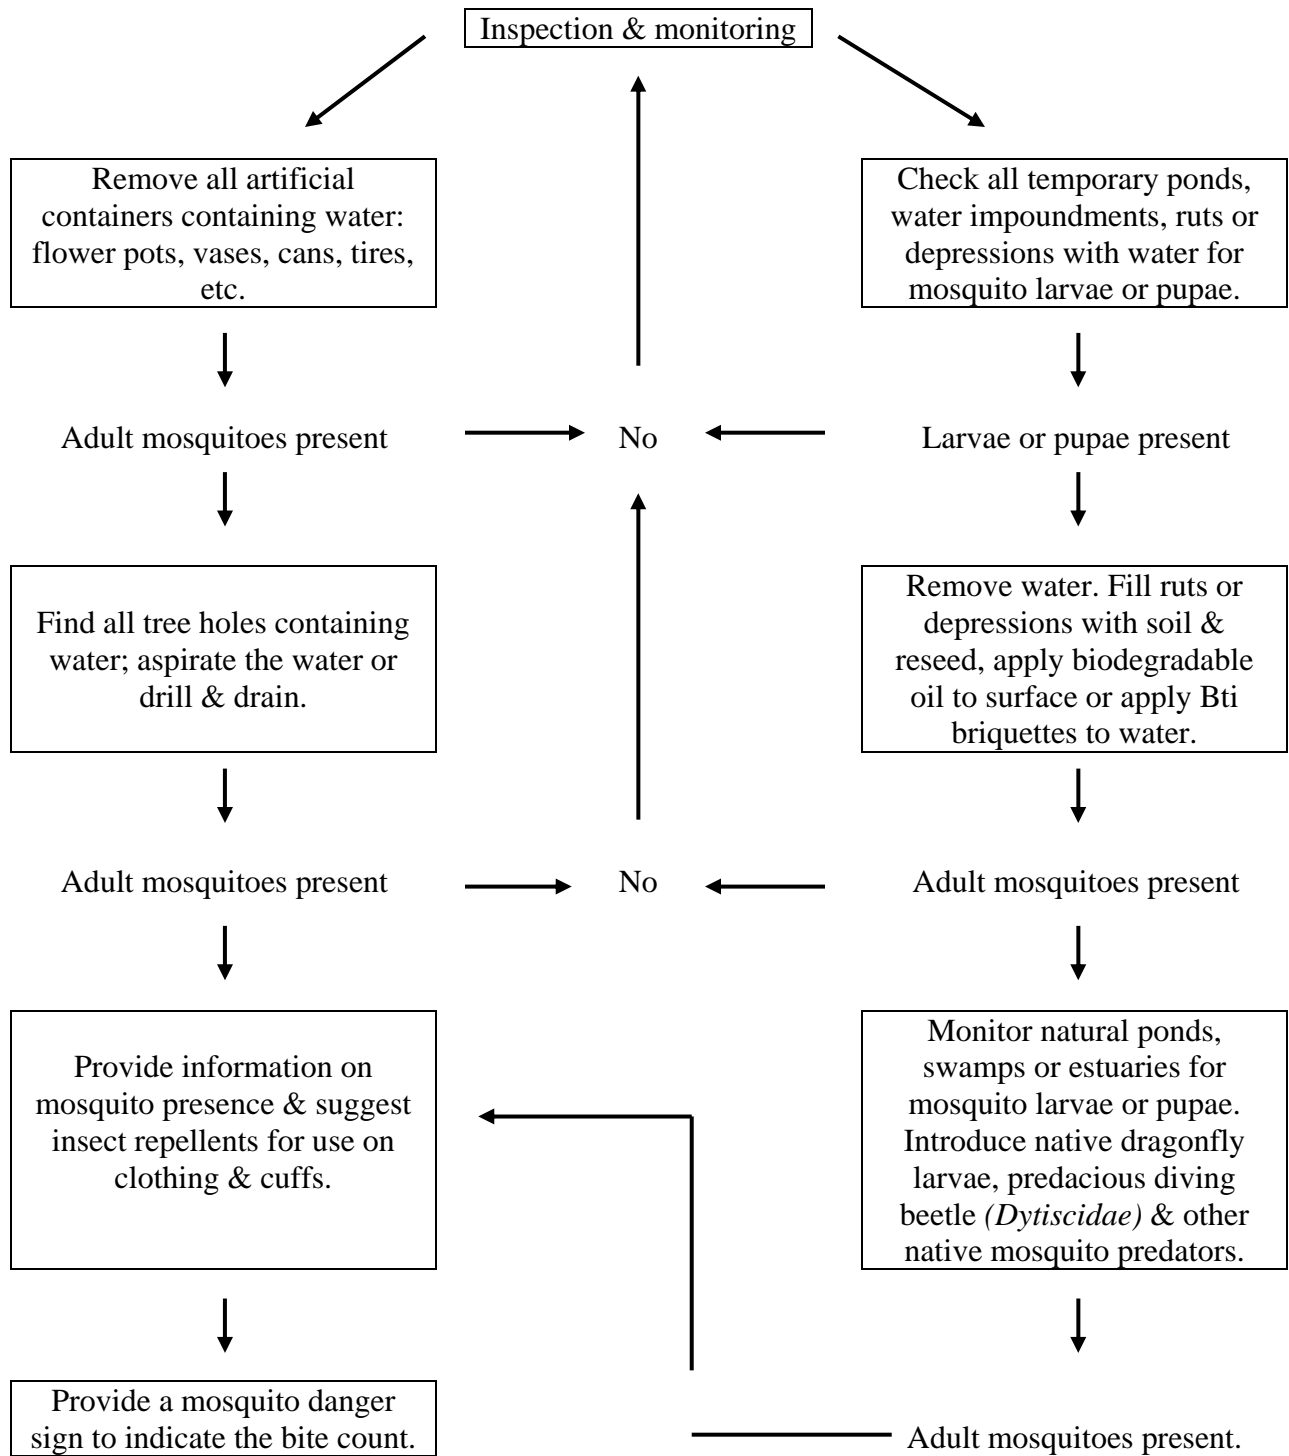 Inspection & monitoring
Remove all artificial
containers containing water:
flower pots, vases, cans, tires,
etc.
Check all temporary ponds,
water impoundments, ruts or
depressions with water for
mosquito larvae or pupae.
Adult mosquitoes present
No
Larvae or pupae present
Find all tree holes containing
water; aspirate the water or
drill & drain.
Remove water. Fill ruts or
depressions with soil &
reseed, apply biodegradable
oil to surface or apply Bti
briquettes to water.
Adult mosquitoes present
No
Adult mosquitoes present
Provide information on
mosquito presence & suggest
insect repellents for use on
clothing & cuffs.
Monitor natural ponds,
swamps or estuaries for
mosquito larvae or pupae.
Introduce native dragonfly
larvae, predacious diving
beetle (Dytiscidae) & other
native mosquito predators.
Provide a mosquito danger
sign to indicate the bite count.
Adult mosquitoes present.